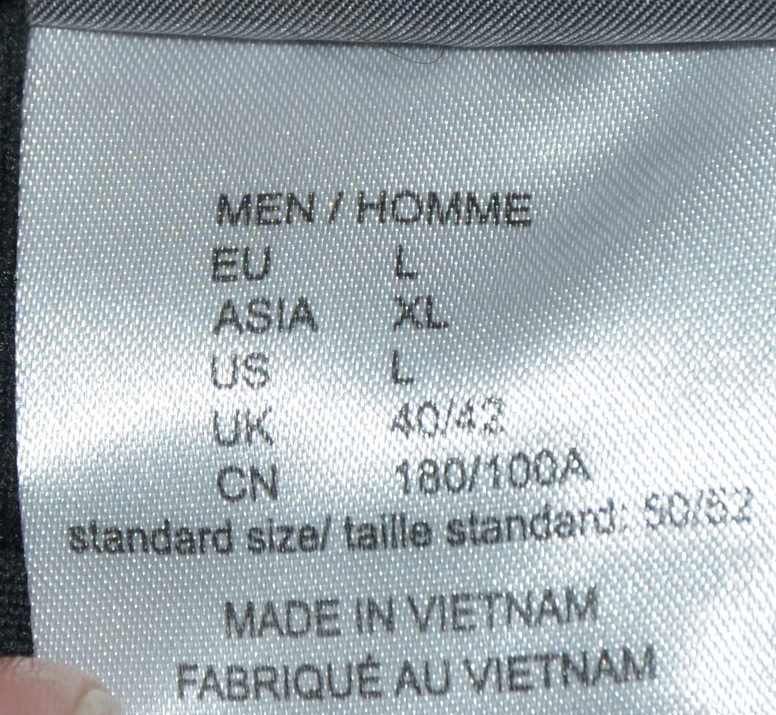 MEN / HOMME
EU L
ASIA XL
US L
UK 40/42
CN 180/100A
standard size/ taille standard: 50/52
MADE IN VIETNAM
FABRIQUÉ AU VIETNAM